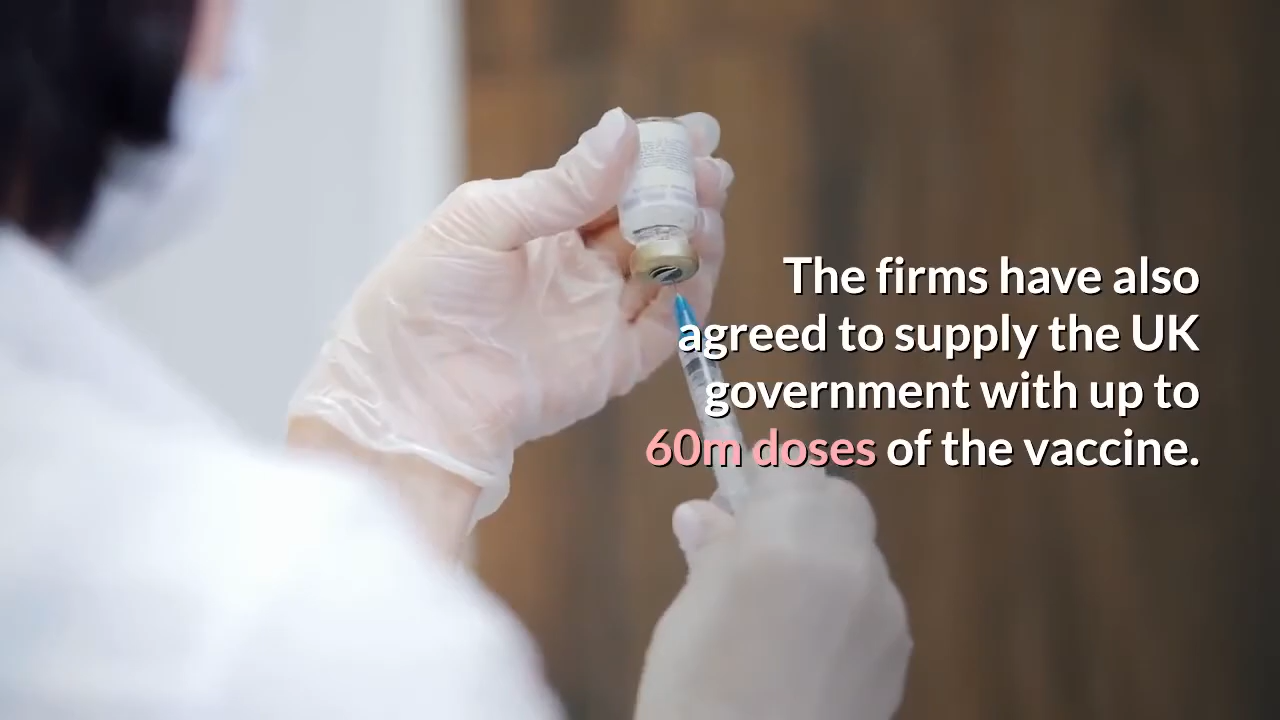 The firms have also
agreed to supply the UK
government with up to
60m doses of the vaccine.